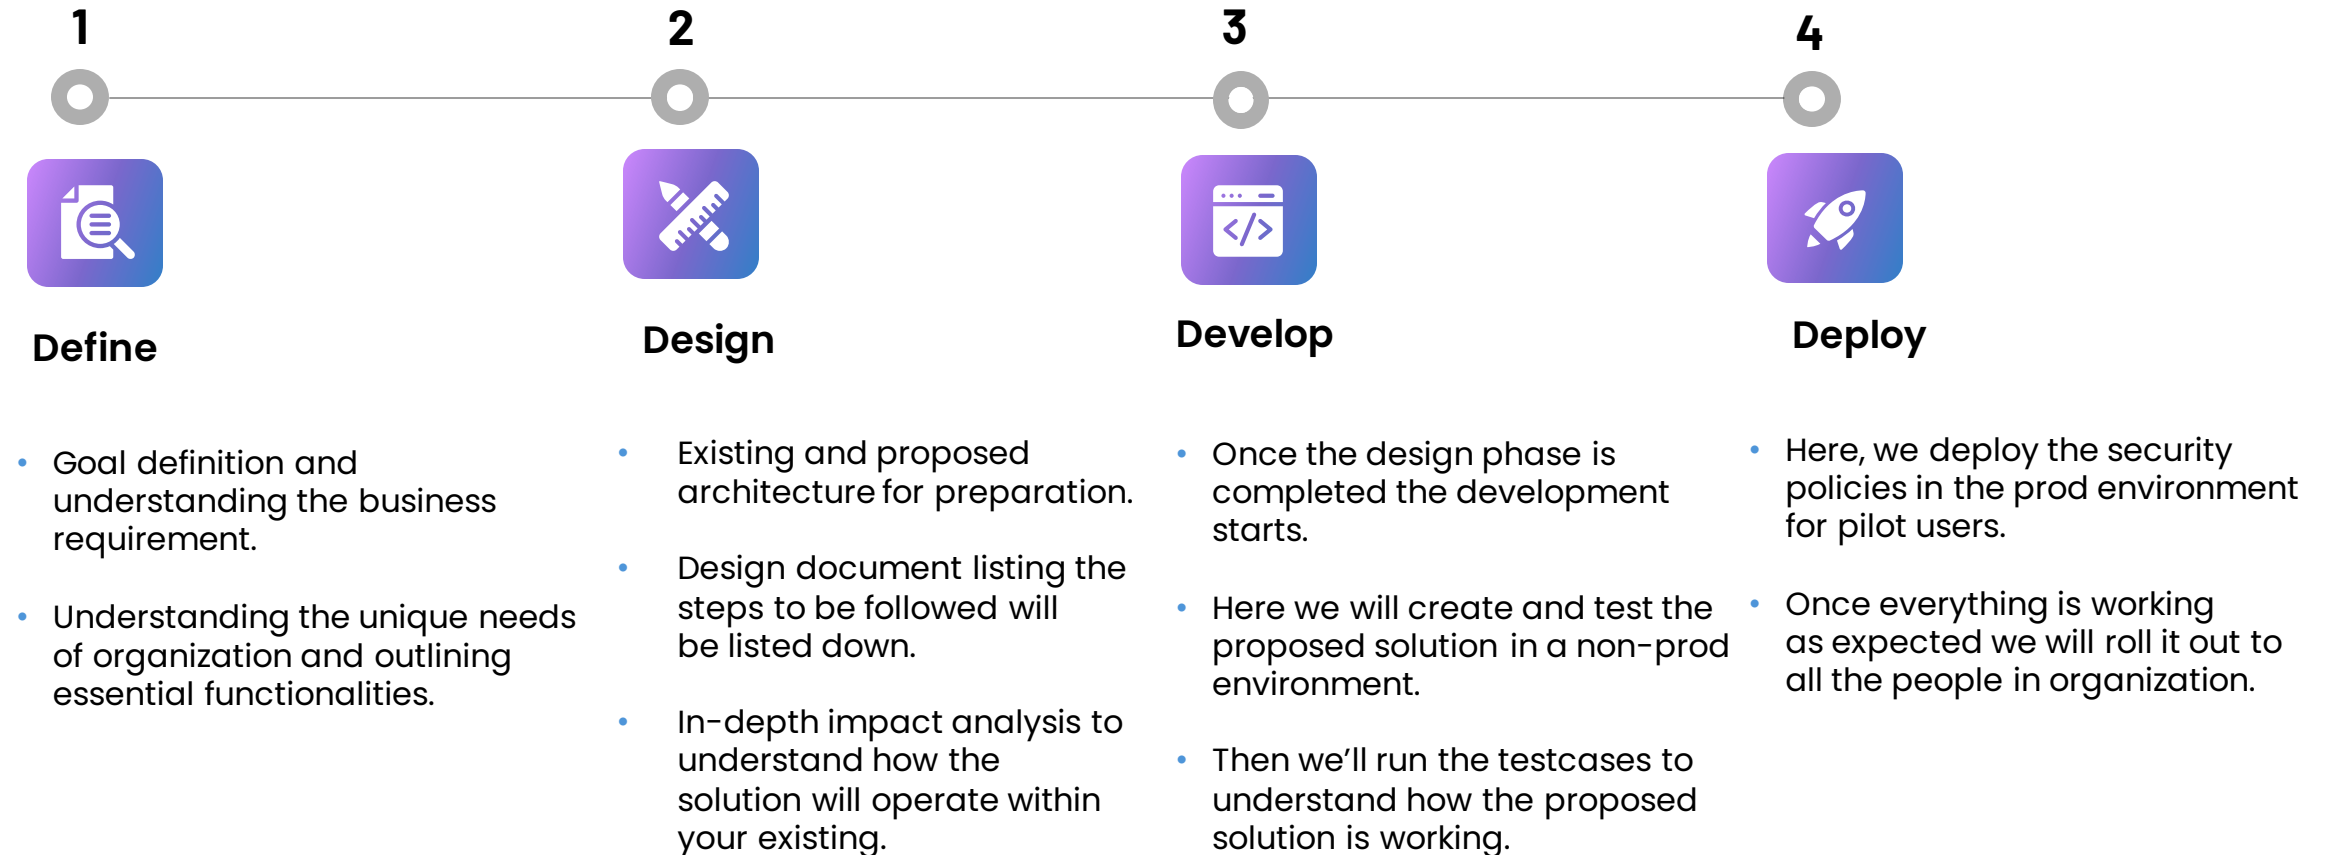 1
2
3
4
Define
Design
Develop
Deploy
• Goal definition and
understanding the business
requirement.
• Understanding the unique needs
of organization and outlining
essential functionalities.
• Existing and proposed
architecture for preparation.
• Design document listing the
steps to be followed will
be listed down.
• In-depth impact analysis to
understand how the
solution will operate within
your existing.
• Once the design phase is
completed the development
starts.
• Here we will create and test the
proposed solution in a non-prod
environment.
• Then we’ll run the testcases to
understand how the proposed
solution is working.
• Here, we deploy the security
policies in the prod environment
for pilot users.
• Once everything is working
as expected we will roll it out to
all the people in organization.